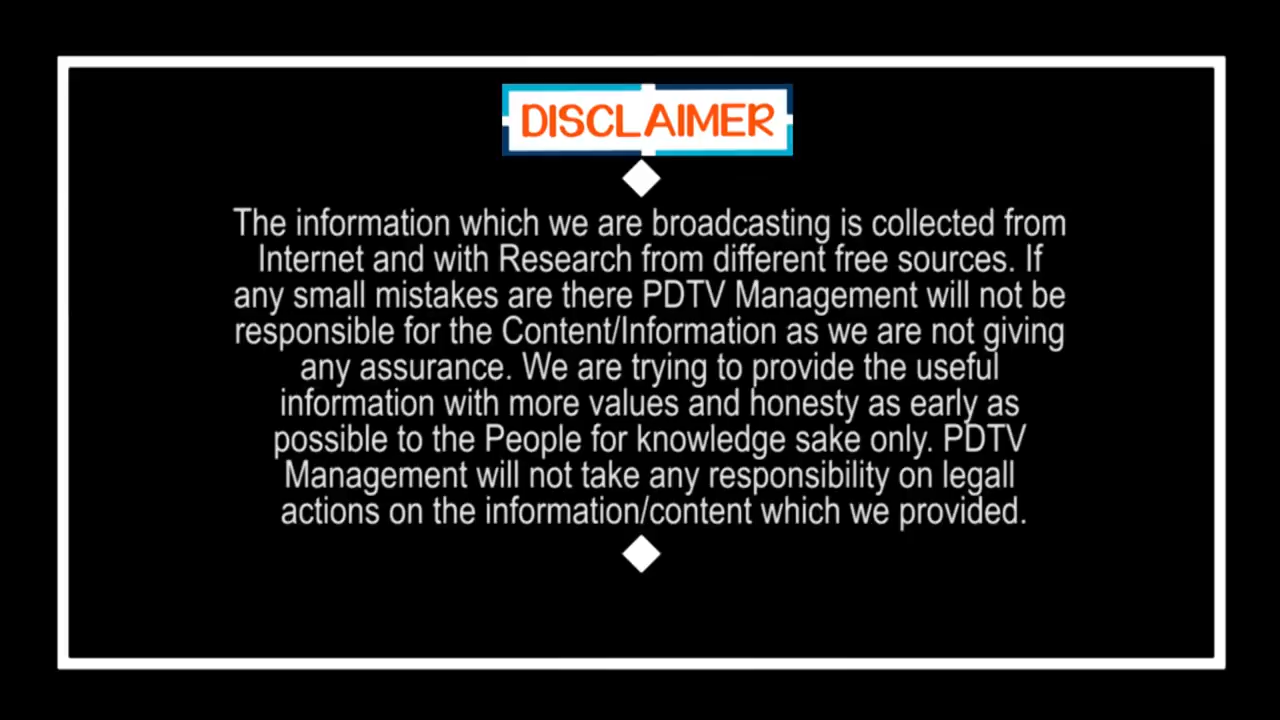 DISCLAIMER
The information which we are broadcasting is collected from
Internet and with Research from different free sources. If
any small mistakes are there PDTV Management will not be
responsible for the Content/Information as we are not giving
any assurance. We are trying to provide the useful
information with more values and honesty as early as
possible to the People for knowledge sake only. PDTV
Management will not take any responsibility on legall
actions on the information/content which we provided.